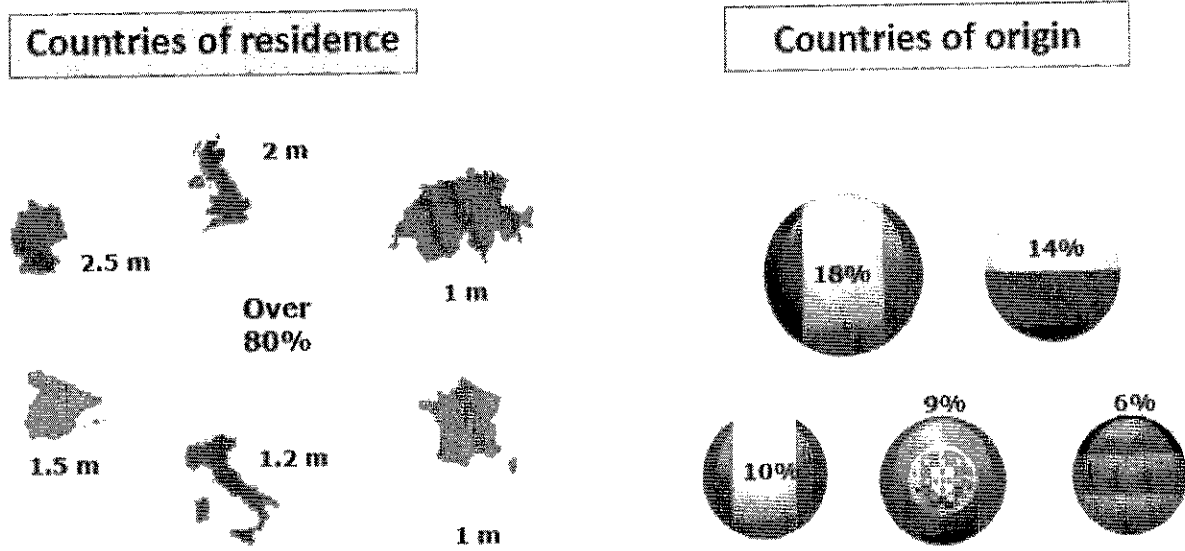 Countries of residence
2 m
2.5 m
1 m
Over
80%
1.5 m
1.2 m
1 m
Countries of origin
18%
14%
10%
9%
6%